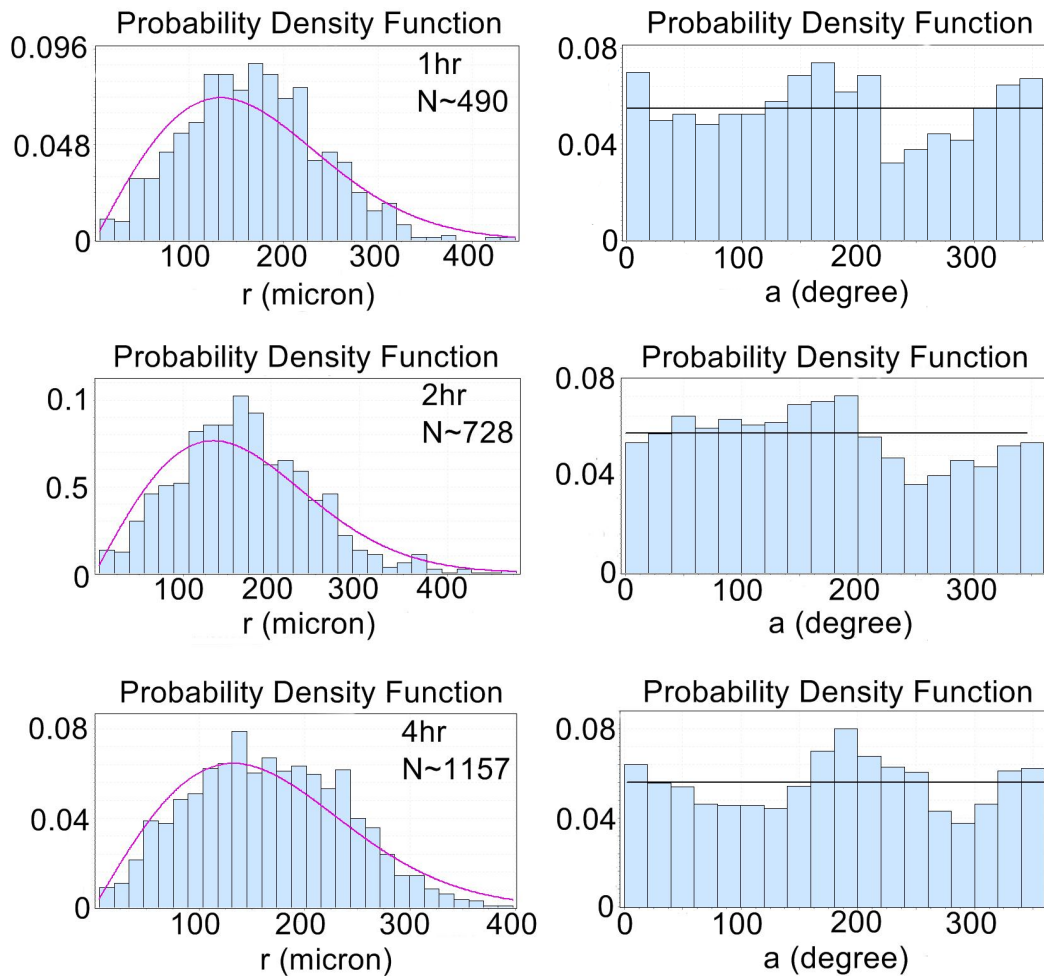 Probability Density Function
0.096
0.048
0
1hr
N~490
100 200 300 400
r (micron)
Probability Density Function
0.08
0.04
0
0 100 200 300
a (degree)
Probability Density Function
0.1
0.5
0
2hr
N~728
100 200 300 400
r (micron)
Probability Density Function
0.08
0.04
0
0 100 200 300
a (degree)
Probability Density Function
0.08
0.04
0
4hr
N~1157
100 200 300 400
r (micron)
Probability Density Function
0.08
0.04
0
0 100 200 300
a (degree)